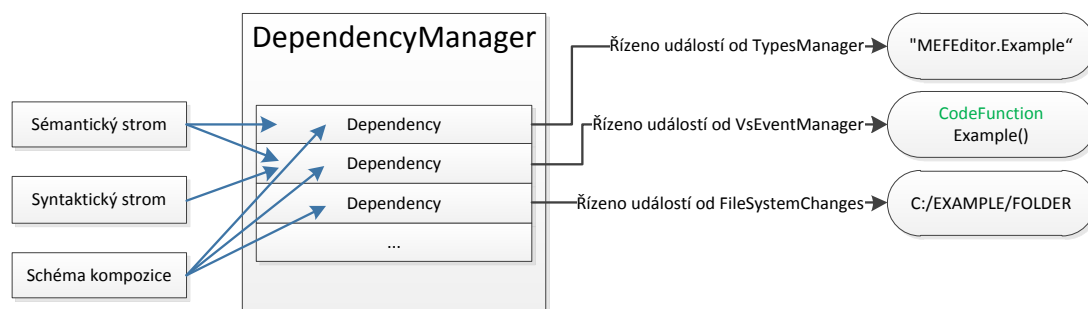 DependencyManager
Sémantický strom
Syntaktický strom
Schéma kompozice
Dependency
Dependency
Dependency
...
Řízeno událostí od TypesManager
Řízeno událostí od VsEventManager
Řízeno událostí od FileSystemChanges
"MEFEditor.Example“
CodeFunction
Example()
C:/EXAMPLE/FOLDER